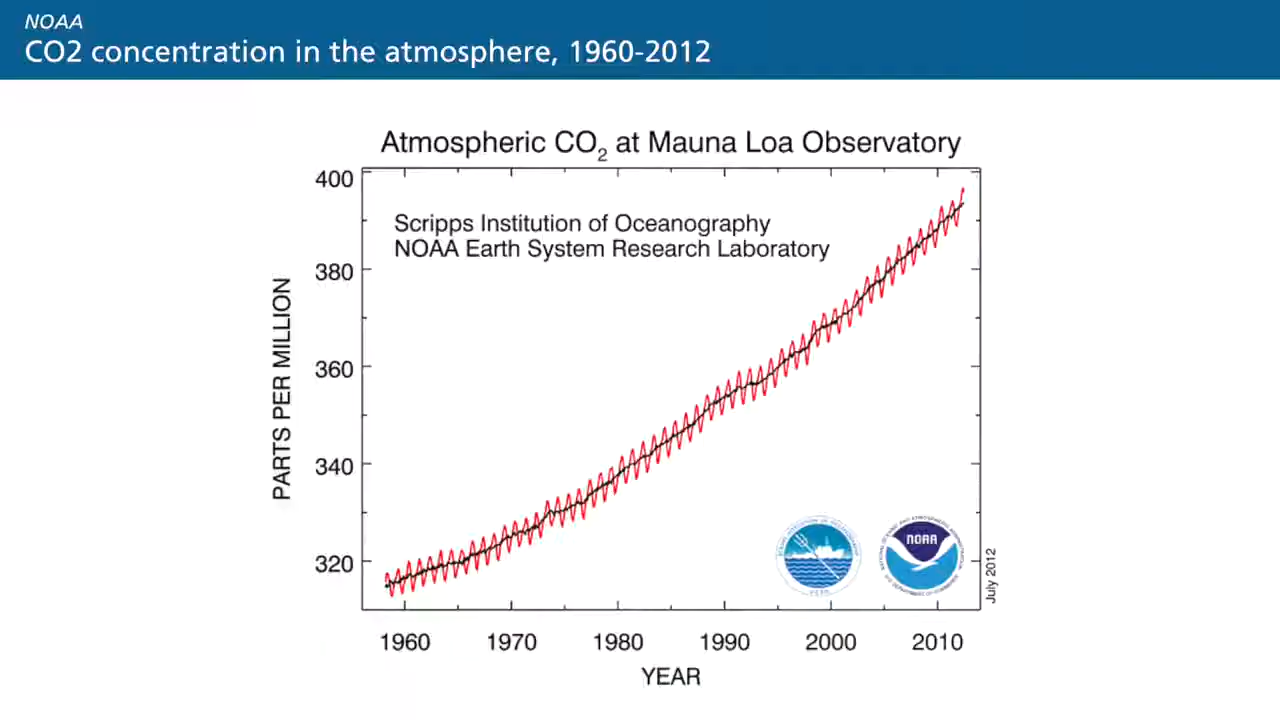 NOAA
CO2 concentration in the atmosphere, 1960-2012
Atmospheric CO₂ at Mauna Loa Observatory
Scripps Institution of Oceanography
NOAA Earth System Research Laboratory
PARTS PER MILLION
400
380
360
340
320
1960 1970 1980 1990 2000 2010
YEAR
NOAA
July 2012